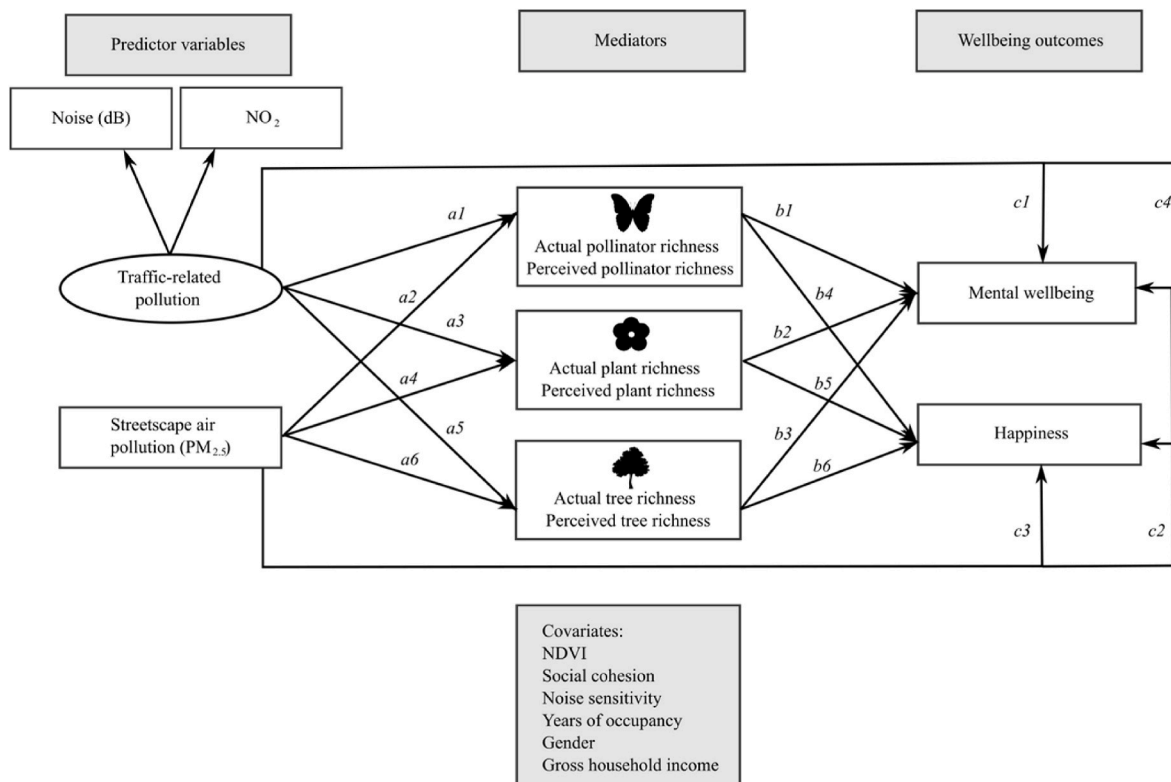 Predictor variables
Mediators
Wellbeing outcomes
Noise (dB)
NO2
c1
c4
a1
b1
Actual pollinator richness
Perceived pollinator richness
Traffic-related
pollution
a2
Mental wellbeing
b4
a3
b2
Actual plant richness
Perceived plant richness
a4
b5
Streetscape air
pollution (PM2.5)
a5
b3
Happiness
a6
b6
Actual tree richness
Perceived tree richness
c3
c2
Covariates:
NDVI
Social cohesion
Noise sensitivity
Years of occupancy
Gender
Gross household income